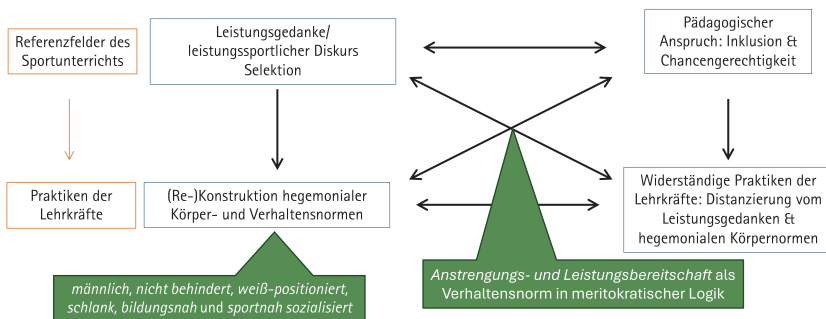 Referenzfelder des
Sportunterrichts
Leistungsgedanke/
leistungssportlicher Diskurs
Selektion
Pädagogischer
Anspruch: Inklusion &
Chancengerechtigkeit
Praktiken der
Lehrkräfte
(Re-)Konstruktion hegemonialer
Körper- und Verhaltensnormen
Widerständige Praktiken der
Lehrkräfte: Distanzierung vom
Leistungsgedanken &
hegemonialen Körpernormen
männlich, nicht behindert, weiß-positioniert,
schlank, bildungsnah und sportnah sozialisiert
Anstrengungs- und Leistungsbereitschaft als
Verhaltensnorm in meritokratischer Logik